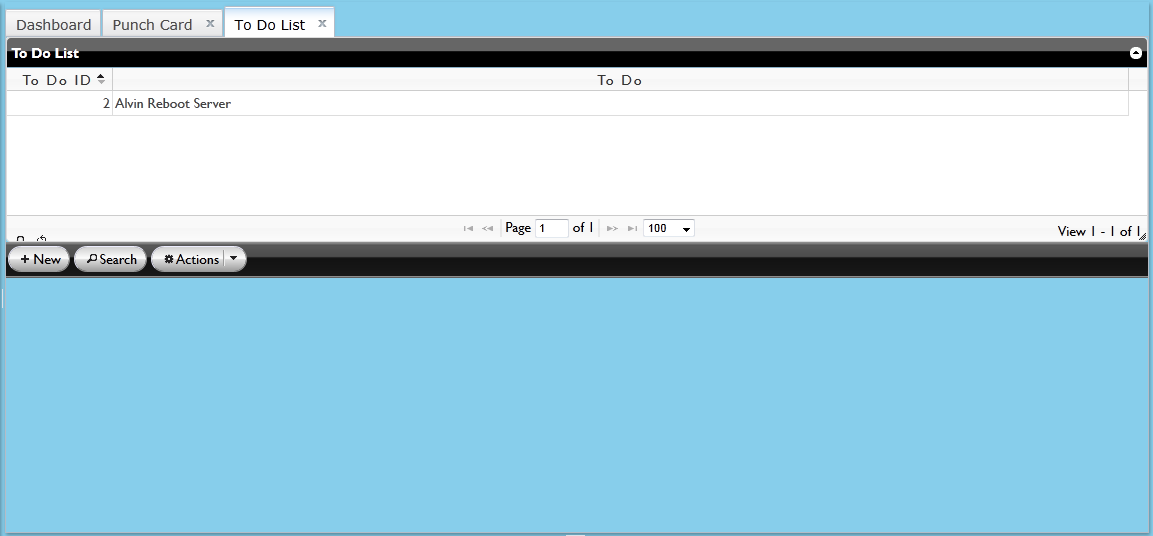 Dashboard Punch Card x To Do List x
To Do List
To Do ID To Do
2 Alvin Reboot Server
Page 1 of 1 100 View 1 - 1 of 1
+ New Search Actions